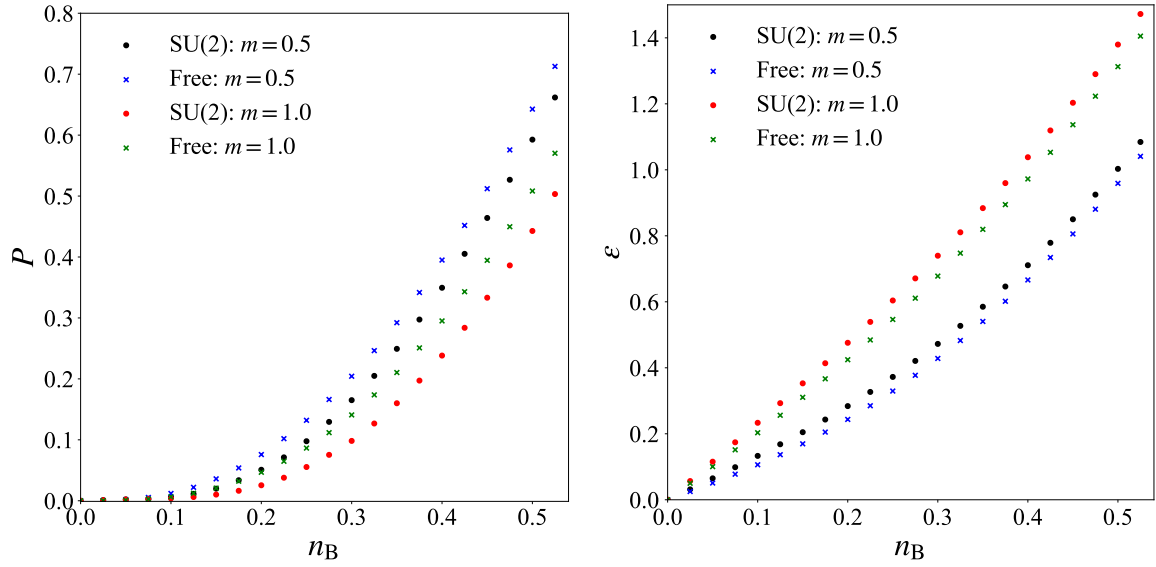 0.8
0.7
0.6
0.5
0.4
0.3
0.2
0.1
0.0
P
SU(2): m = 0.5
Free: m = 0.5
SU(2): m = 1.0
Free: m = 1.0
0.0 0.1 0.2 0.3 0.4 0.5
n_B
1.4
1.2
1.0
0.8
0.6
0.4
0.2
0.0
ε
SU(2): m = 0.5
Free: m = 0.5
SU(2): m = 1.0
Free: m = 1.0
0.0 0.1 0.2 0.3 0.4 0.5
n_B